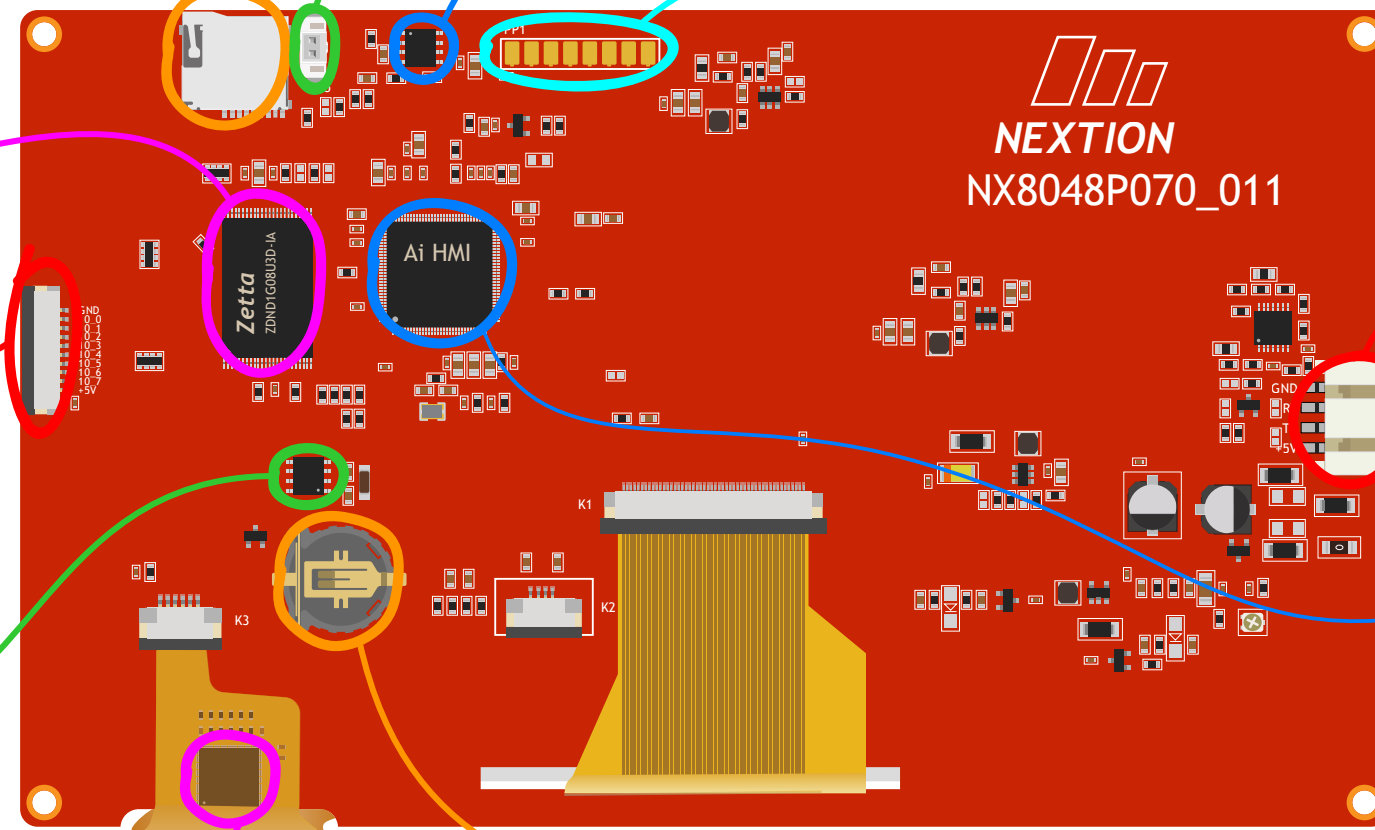 PP1
NEXTION
NX8048P070_011
Ai HMI
Zetta
ZDND1G08U3D-IA
GND
IO_0
IO_1
IO_2
IO_3
IO_4
IO_5
IO_6
IO_7
+5V
GND
R
T
+5V
K1
K2
K3